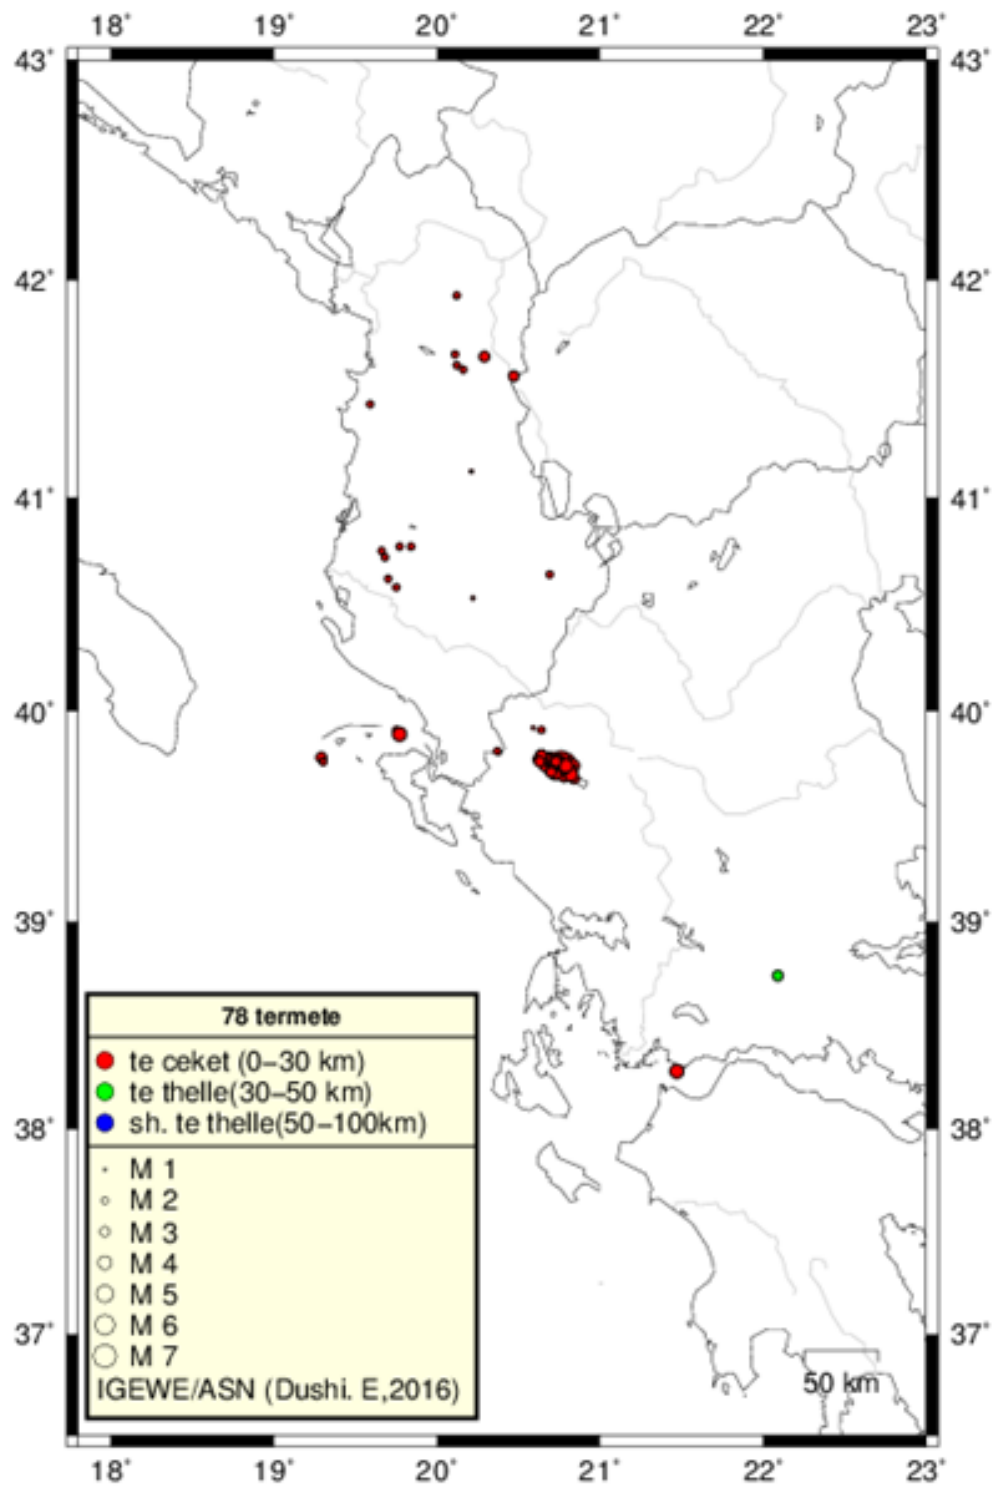 18° 19° 20° 21° 22° 23°
43° 43°
42° 42°
41° 41°
40° 40°
39° 39°
38° 38°
37° 37°
78 termete
te ceket (0–30 km)
te thelle(30–50 km)
sh. te thelle(50–100km)
M 1
M 2
M 3
M 4
M 5
M 6
M 7
IGEWE/ASN (Dushi. E,2016)
50 km
18° 19° 20° 21° 22° 23°